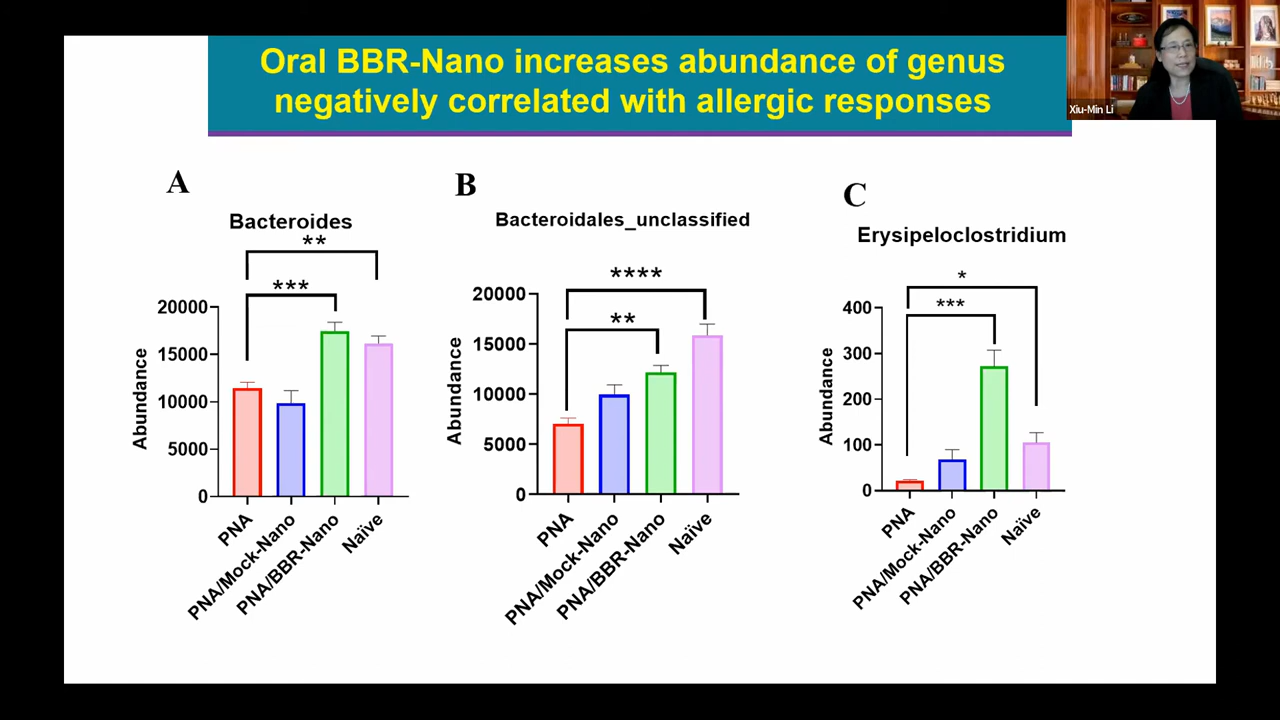 Oral BBR-Nano increases abundance of genus
negatively correlated with allergic responses
Xiu-Min Li
A
Bacteroides
**
***
20000
15000
10000
5000
0
Abundance
PNA
PNA/Mock-Nano
PNA/BBR-Nano
Naïve
B
Bacteroidales_unclassified
****
**
20000
15000
10000
5000
0
Abundance
PNA
PNA/Mock-Nano
PNA/BBR-Nano
Naïve
C
Erysipeloclostridium
*
***
400
300
200
100
0
Abundance
PNA
PNA/Mock-Nano
PNA/BBR-Nano
Naïve